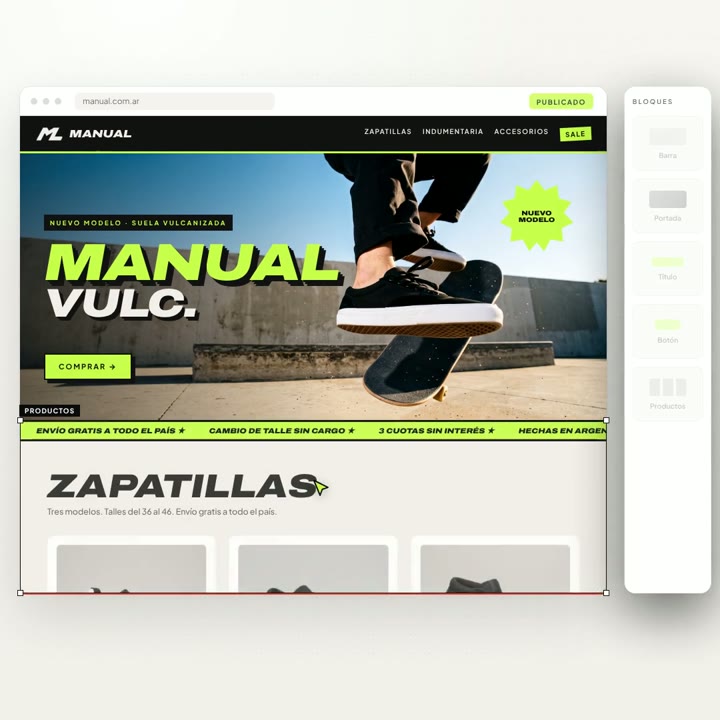 manual.com.ar
PUBLICADO
BLOQUES
ML MANUAL
ZAPATILLAS INDUMENTARIA ACCESORIOS SALE
NUEVO MODELO · SUELA VULCANIZADA
NUEVO
MODELO
MANUAL
VULC.
COMPRAR →
PRODUCTOS
ENVÍO GRATIS A TODO EL PAÍS ★ CAMBIO DE TALLE SIN CARGO ★ 3 CUOTAS SIN INTERÉS ★ HECHAS EN ARGEN
ZAPATILLAS
Tres modelos. Talles del 36 al 46. Envío gratis a todo el país.
Barra
Portada
Título
Botón
Productos